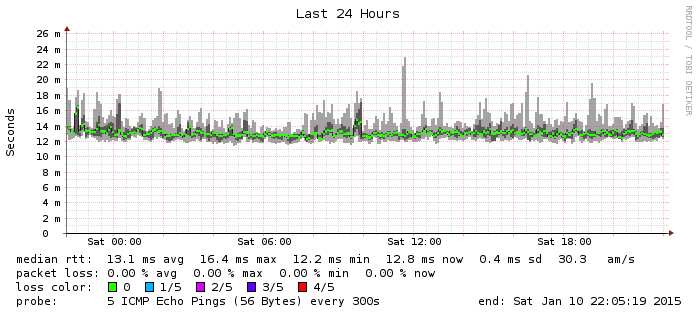 Last 24 Hours
RRDTOOL / TOBI OETIKER
Seconds
26 m
24 m
22 m
20 m
18 m
16 m
14 m
12 m
10 m
8 m
6 m
4 m
2 m
0
Sat 00:00 Sat 06:00 Sat 12:00 Sat 18:00
median rtt: 13.1 ms avg 16.4 ms max 12.2 ms min 12.8 ms now 0.4 ms sd 30.3 am/s
packet loss: 0.00 % avg 0.00 % max 0.00 % min 0.00 % now
loss color: 0 1/5 2/5 3/5 4/5
probe: 5 ICMP Echo Pings (56 Bytes) every 300s end: Sat Jan 10 22:05:19 2015